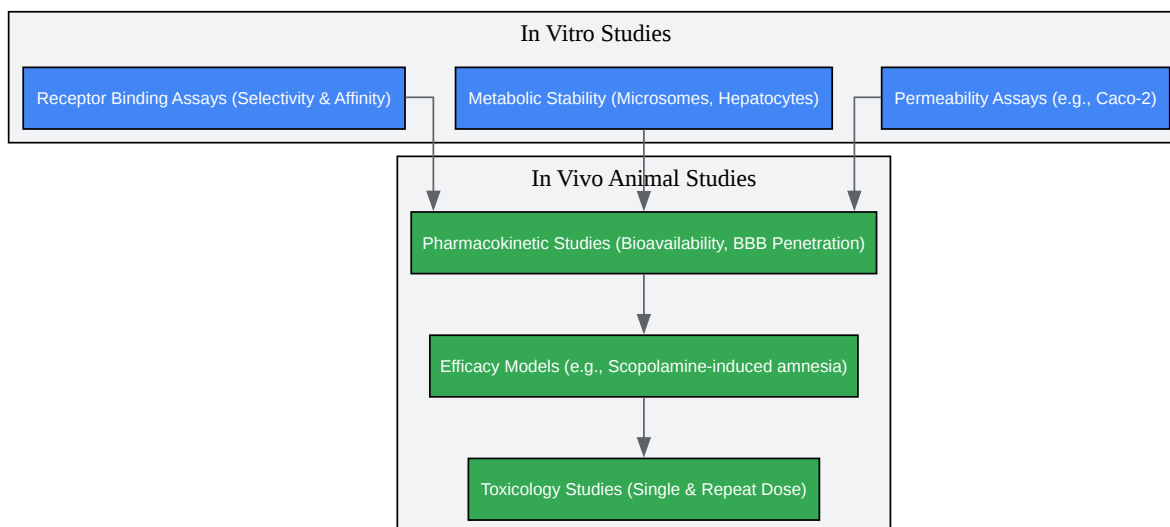 In Vitro Studies
Receptor Binding Assays (Selectivity & Affinity)
Metabolic Stability (Microsomes, Hepatocytes)
Permeability Assays (e.g., Caco-2)
In Vivo Animal Studies
Pharmacokinetic Studies (Bioavailability, BBB Penetration)
Efficacy Models (e.g., Scopolamine-induced amnesia)
Toxicology Studies (Single & Repeat Dose)